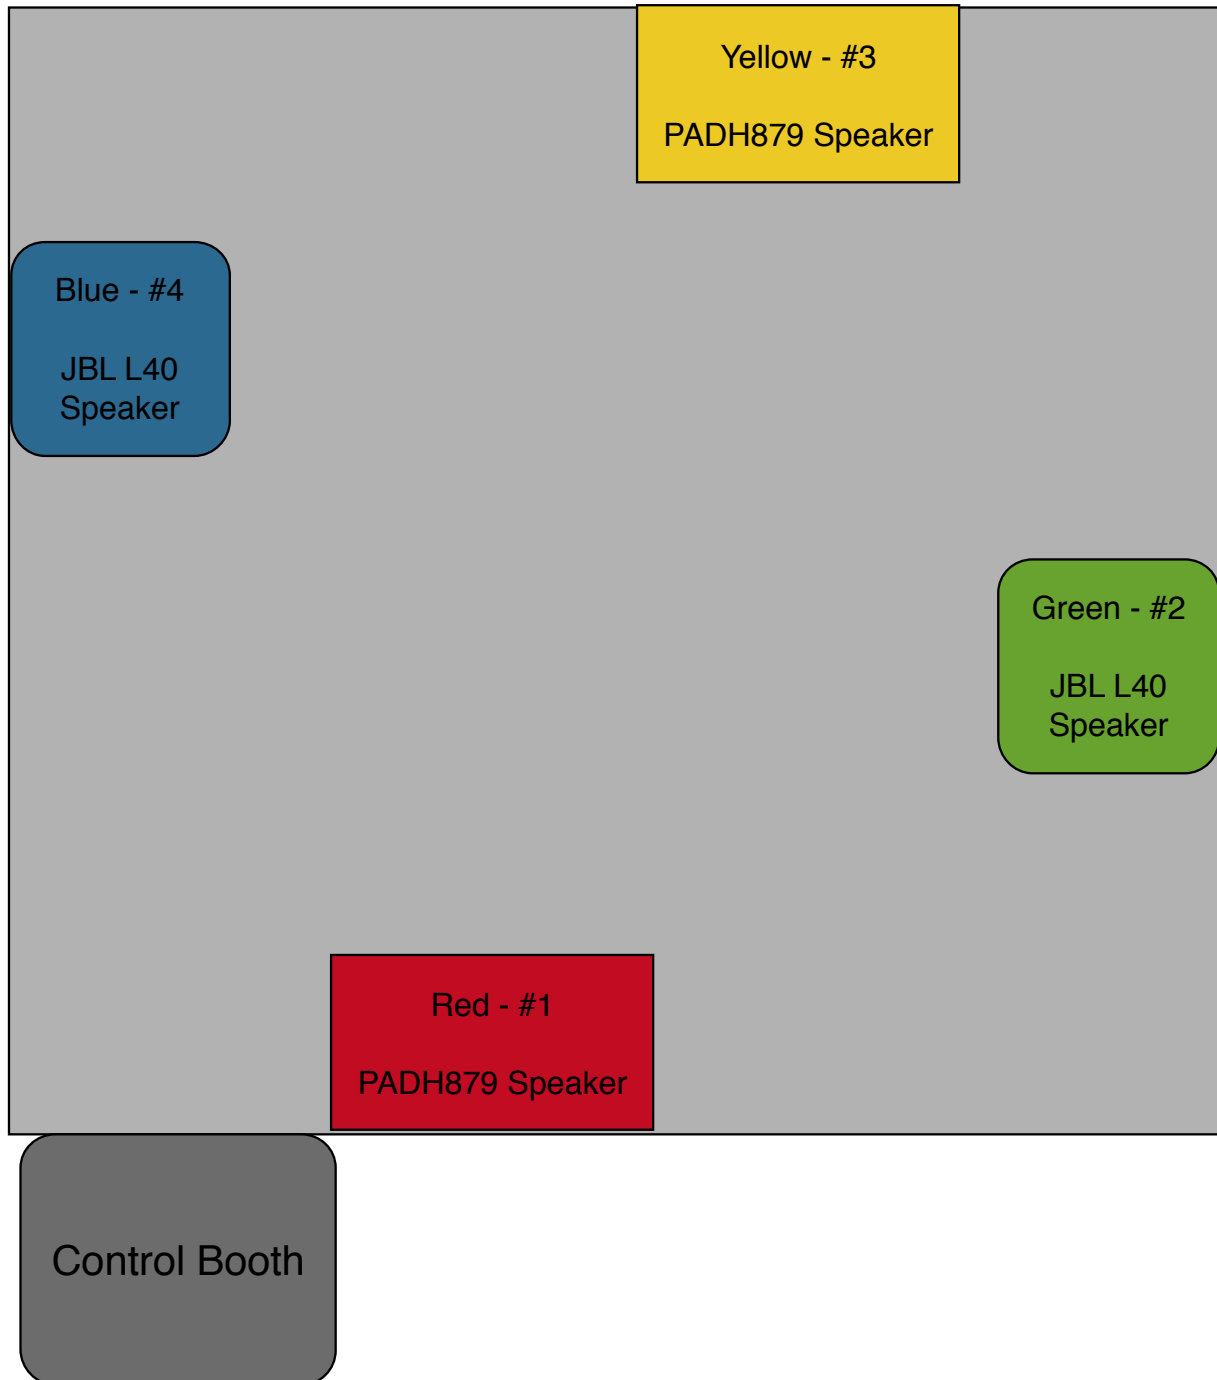 Yellow - #3
PADH879 Speaker
Blue - #4
JBL L40
Speaker
Green - #2
JBL L40
Speaker
Red - #1
PADH879 Speaker
Control Booth